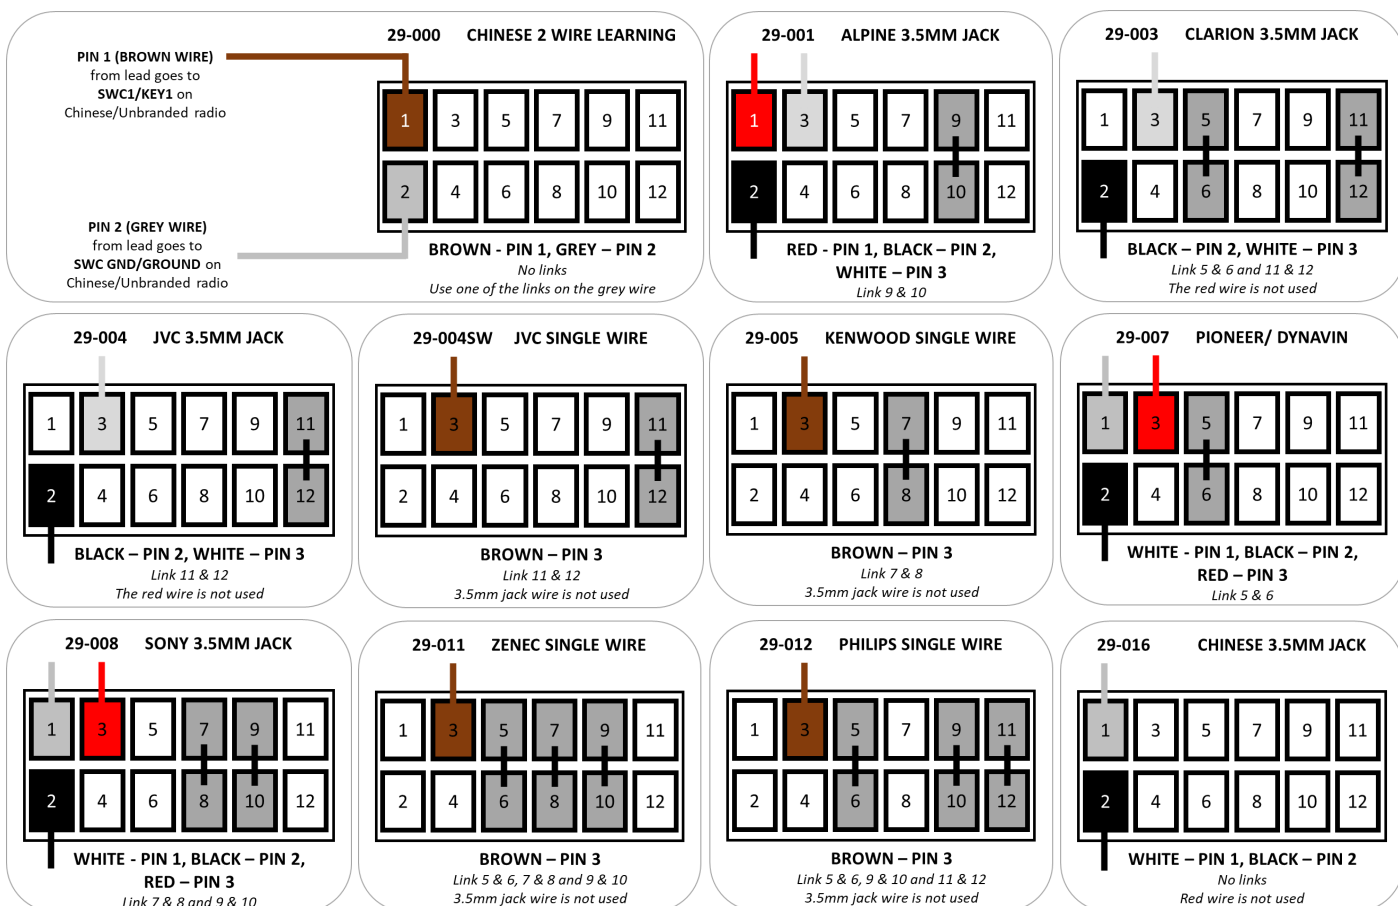 29-000 CHINESE 2 WIRE LEARNING
PIN 1 (BROWN WIRE)
from lead goes to
SWC1/KEY1 on
Chinese/Unbranded radio
1 3 5 7 9 11
2 4 6 8 10 12
PIN 2 (GREY WIRE)
from lead goes to
SWC GND/GROUND on
Chinese/Unbranded radio
BROWN - PIN 1, GREY – PIN 2
No links
Use one of the links on the grey wire
29-001 ALPINE 3.5MM JACK
1 3 5 7 9 11
2 4 6 8 10 12
RED - PIN 1, BLACK – PIN 2,
WHITE – PIN 3
Link 9 & 10
29-003 CLARION 3.5MM JACK
1 3 5 7 9 11
2 4 6 8 10 12
BLACK – PIN 2, WHITE – PIN 3
Link 5 & 6 and 11 & 12
The red wire is not used
29-004 JVC 3.5MM JACK
1 3 5 7 9 11
2 4 6 8 10 12
BLACK – PIN 2, WHITE – PIN 3
Link 11 & 12
The red wire is not used
29-004SW JVC SINGLE WIRE
1 3 5 7 9 11
2 4 6 8 10 12
BROWN – PIN 3
Link 11 & 12
3.5mm jack wire is not used
29-005 KENWOOD SINGLE WIRE
1 3 5 7 9 11
2 4 6 8 10 12
BROWN – PIN 3
Link 7 & 8
3.5mm jack wire is not used
29-007 PIONEER/ DYNAVIN
1 3 5 7 9 11
2 4 6 8 10 12
WHITE - PIN 1, BLACK – PIN 2,
RED – PIN 3
Link 5 & 6
29-008 SONY 3.5MM JACK
1 3 5 7 9 11
2 4 6 8 10 12
WHITE - PIN 1, BLACK – PIN 2,
RED – PIN 3
Link 7 & 8 and 9 & 10
29-011 ZENEC SINGLE WIRE
1 3 5 7 9 11
2 4 6 8 10 12
BROWN – PIN 3
Link 5 & 6, 7 & 8 and 9 & 10
3.5mm jack wire is not used
29-012 PHILIPS SINGLE WIRE
1 3 5 7 9 11
2 4 6 8 10 12
BROWN – PIN 3
Link 5 & 6, 9 & 10 and 11 & 12
3.5mm jack wire is not used
29-016 CHINESE 3.5MM JACK
1 3 5 7 9 11
2 4 6 8 10 12
WHITE – PIN 1, BLACK – PIN 2
No links
Red wire is not used